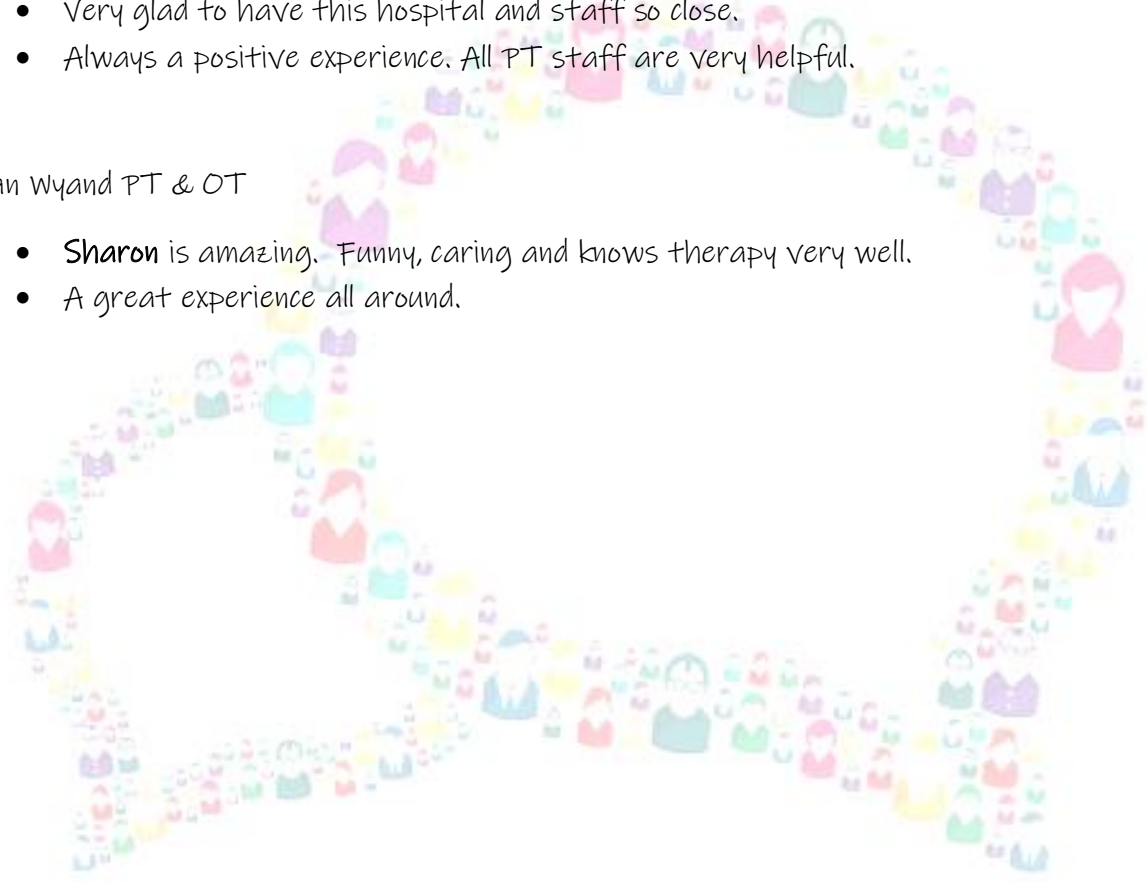 • Very glad to have this hospital and staff so close.
• Always a positive experience. All PT staff are very helpful.
Wyand PT & OT
• Sharon is amazing. Funny, caring and knows therapy very well.
• A great experience all around.